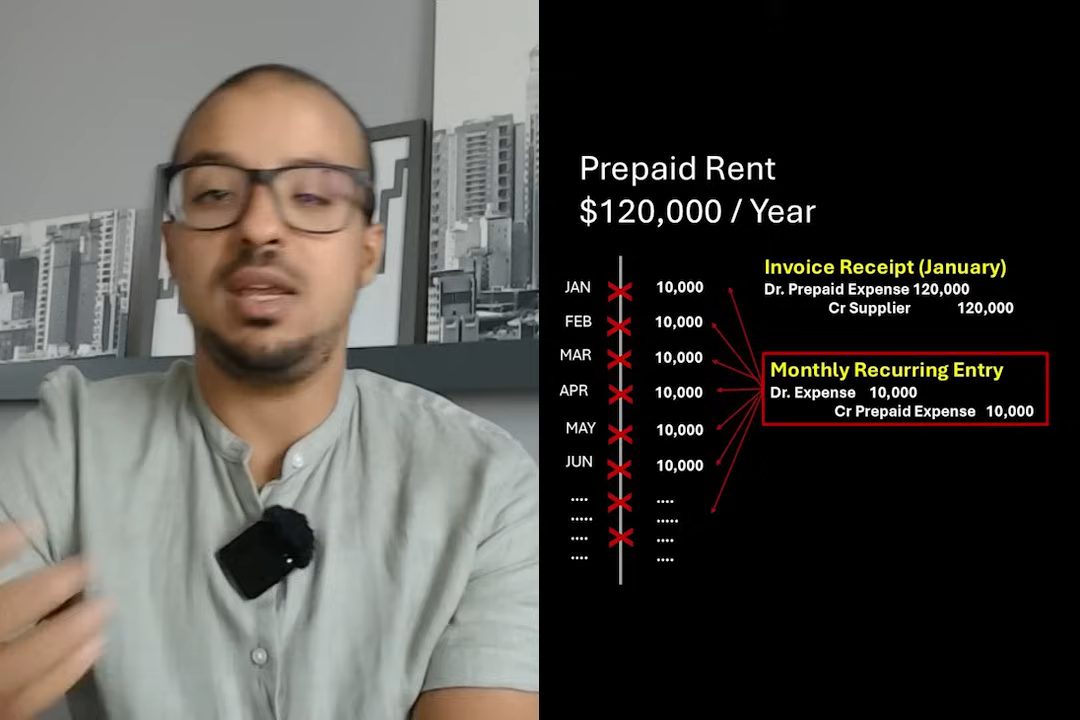 Prepaid Rent
$120,000 / Year
Invoice Receipt (January)
Dr. Prepaid Expense 120,000
Cr Supplier 120,000
JAN 10,000
FEB 10,000
MAR 10,000
APR 10,000
MAY 10,000
JUN 10,000
.... ....
..... .....
.... ....
.... ....
Monthly Recurring Entry
Dr. Expense 10,000
Cr Prepaid Expense 10,000